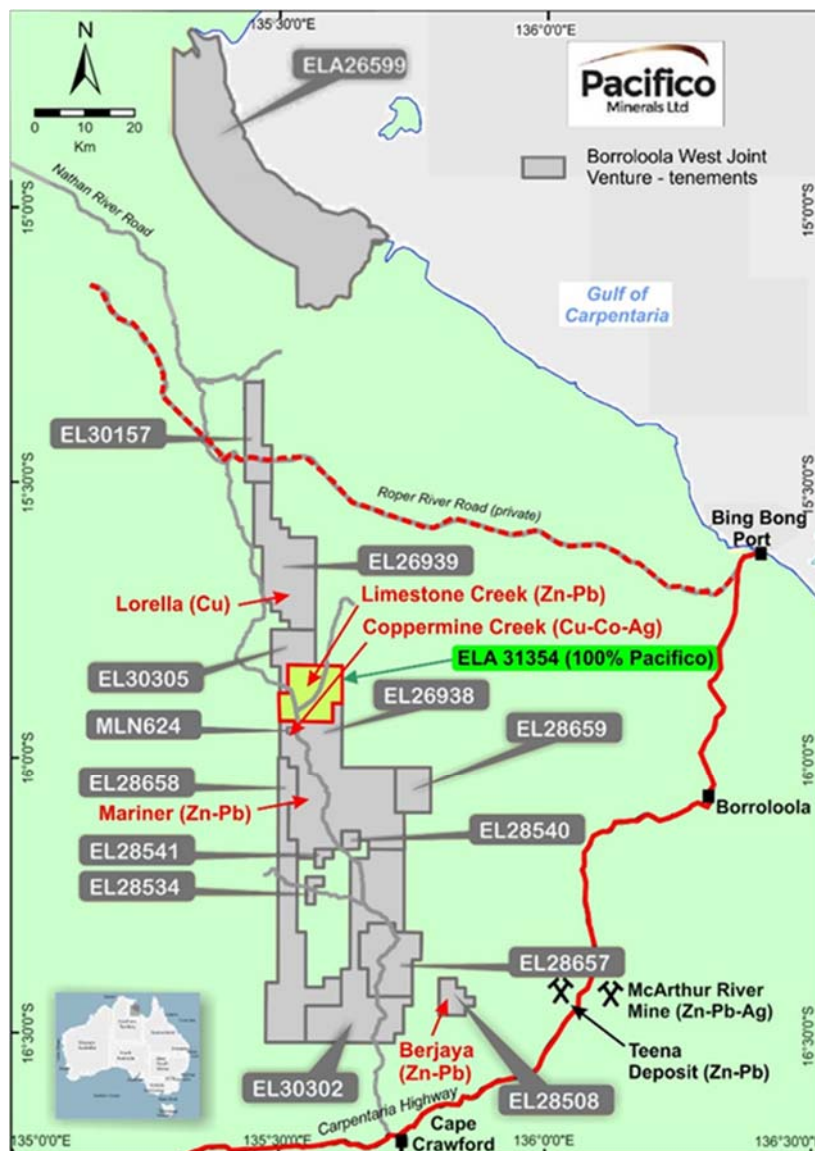 135°30'0"E
136°0'0"E
N
0 10 20
Km
ELA26599
Pacifico
Minerals Ltd
Borroloola West Joint
Venture - tenements
Nathan River Road
15°0'0"S
15°0'0"S
Gulf of
Carpentaria
EL30157
15°30'0"S
15°30'0"S
Roper River Road (private)
Bing Bong
Port
EL26939
Lorella (Cu)
Limestone Creek (Zn-Pb)
Coppermine Creek (Cu-Co-Ag)
ELA 31354 (100% Pacifico)
EL30305
EL26938
MLN624
EL28659
16°0'0"S
16°0'0"S
EL28658
Mariner (Zn-Pb)
Borroloola
EL28540
EL28541
EL28534
EL28657
McArthur River
Mine (Zn-Pb-Ag)
16°30'0"S
16°30'0"S
Berjaya
(Zn-Pb)
Teena
Deposit (Zn-Pb)
EL30302
EL28508
Carpentaria Highway
Cape
Crawford
135°0'0"E
135°30'0"E
136°0'0"E
136°30'0"E